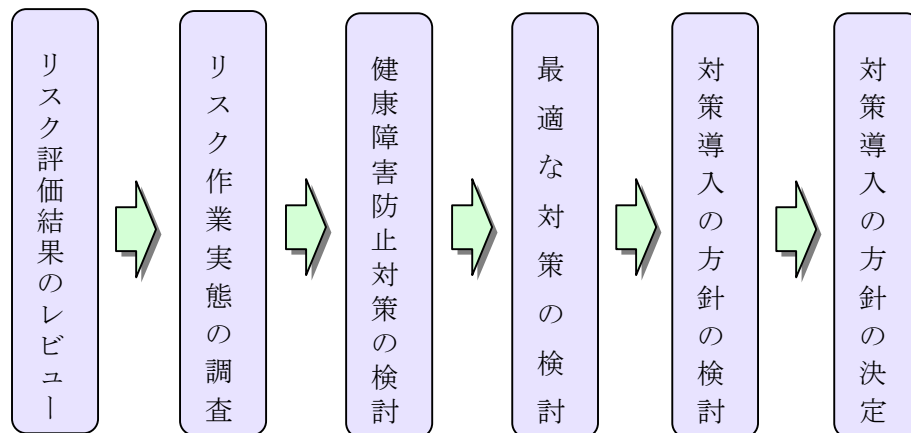 リスク評価結果のレビュー
リスク作業実態の調査
健康障害防止対策の検討
最適な対策の検討
対策導入の方針の検討
対策導入の方針の決定